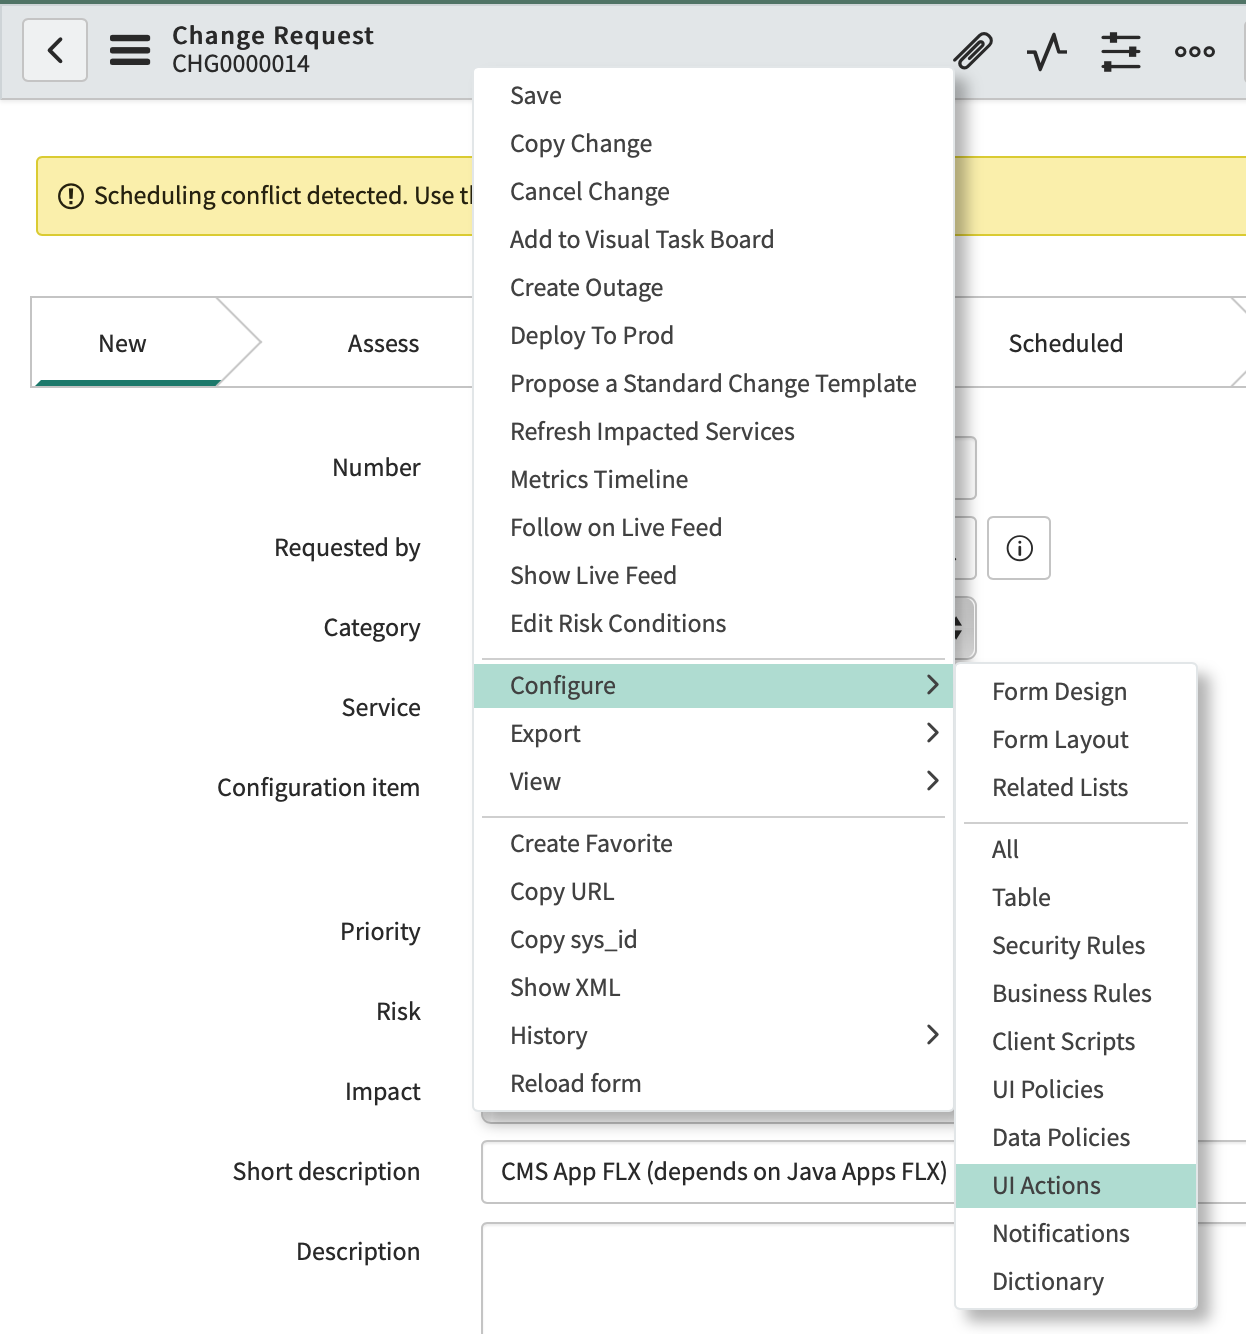 Change Request
CHG0000014
Scheduling conflict detected. Use
New
Assess
Scheduled
Number
Requested by
Category
Service
Configuration item
Priority
Risk
Impact
Short description
CMS App FLX (depends on Java Apps FLX)
Description
Save
Copy Change
Cancel Change
Add to Visual Task Board
Create Outage
Deploy To Prod
Propose a Standard Change Template
Refresh Impacted Services
Metrics Timeline
Follow on Live Feed
Show Live Feed
Edit Risk Conditions
Configure
Export
View
Create Favorite
Copy URL
Copy sys_id
Show XML
History
Reload form
Form Design
Form Layout
Related Lists
All
Table
Security Rules
Business Rules
Client Scripts
UI Policies
Data Policies
UI Actions
Notifications
Dictionary